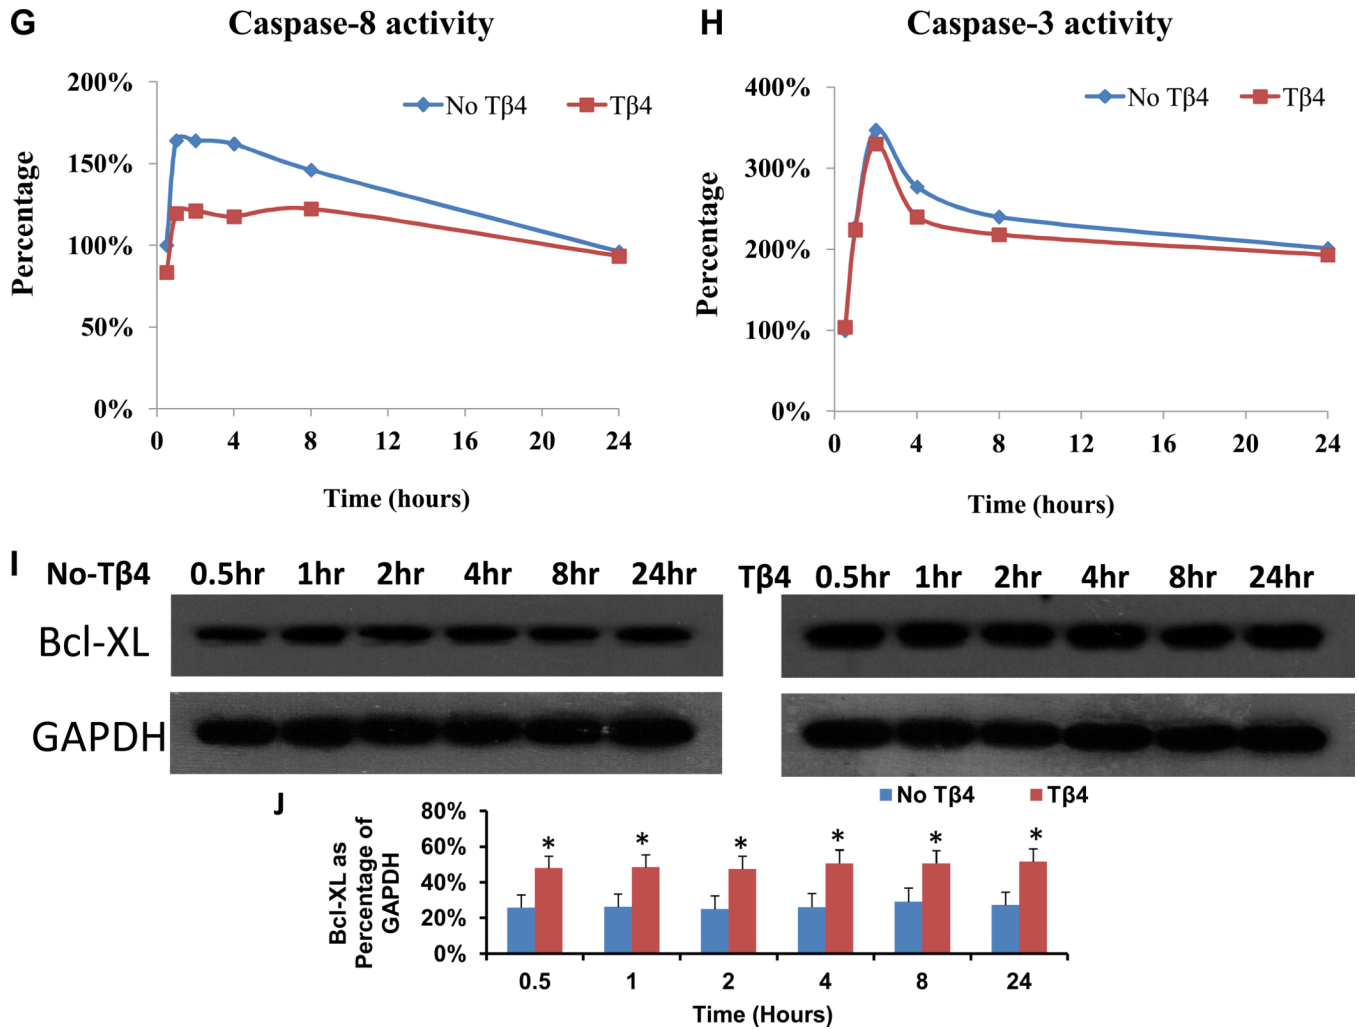 G
Caspase-8 activity
200%
150%
100%
50%
0%
Percentage
No Tβ4
Tβ4
0 4 8 12 16 20 24
Time (hours)
H
Caspase-3 activity
400%
300%
200%
100%
0%
Percentage
No Tβ4
Tβ4
0 4 8 12 16 20 24
Time (hours)
I
No-Tβ4 0.5hr 1hr 2hr 4hr 8hr 24hr
Tβ4 0.5hr 1hr 2hr 4hr 8hr 24hr
Bcl-XL
GAPDH
J
No Tβ4
Tβ4
Bcl-XL as
Percentage of
GAPDH
80%
60%
40%
20%
0%
* * * * * *
0.5 1 2 4 8 24
Time (Hours)